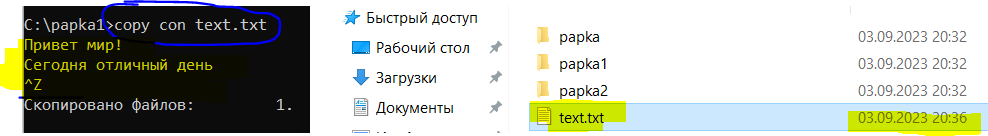 C:\papka1>copy con text.txt
Привет мир!
Сегодня отличный день
^Z
Скопировано файлов: 1.
Быстрый доступ
Рабочий стол
Загрузки
Документы
papka 03.09.2023 20:32
papka1 03.09.2023 20:32
papka2 03.09.2023 20:32
text.txt 03.09.2023 20:36